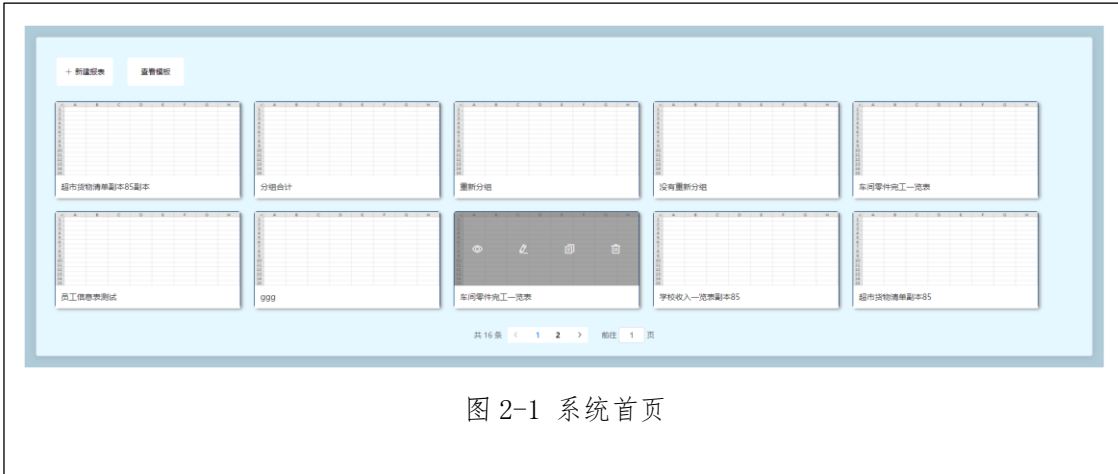 + 新建报表 查看模板
超市货物清单副本85副本 分组合计 重新分组 没有重新分组 车间零件完工一览表
员工信息表测试 ggg 车间零件完工一览表 学校收入一览表副本85 超市货物清单副本85
共 16 条 < 1 2 > 前往 1 页
图 2-1 系统首页